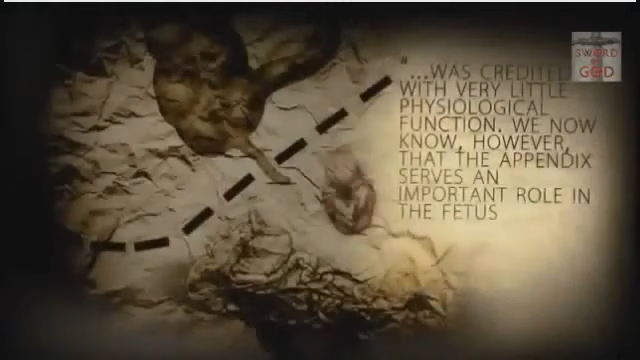 SWORD
OF
GOD
"...WAS CREDITED
WITH VERY LITTLE
PHYSIOLOGICAL
FUNCTION. WE NOW
KNOW, HOWEVER,
THAT THE APPENDIX
SERVES AN
IMPORTANT ROLE IN
THE FETUS